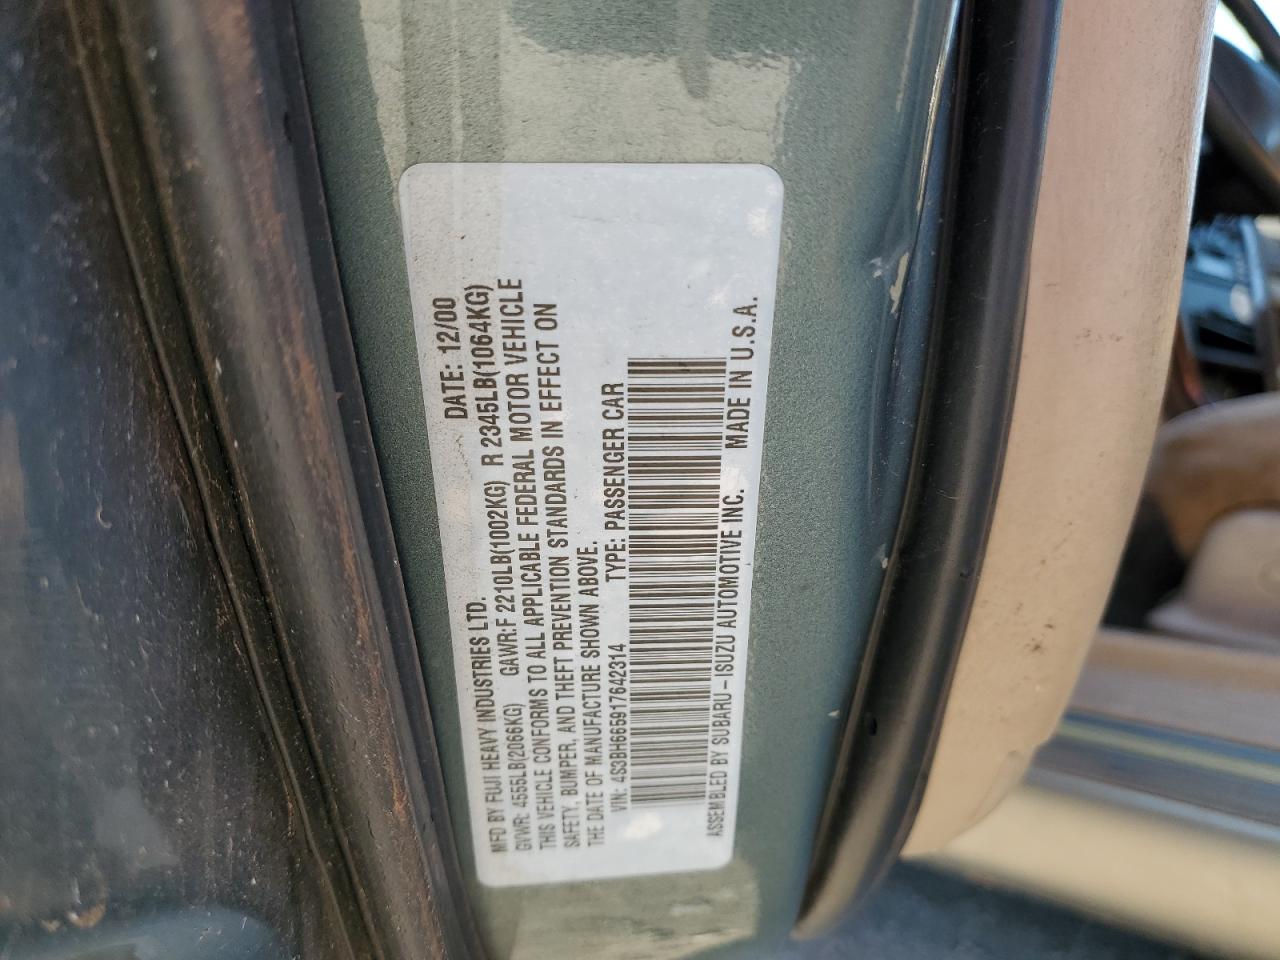 MFD BY FUJI HEAVY INDUSTRIES LTD. DATE: 12/00
GVWR: 4555LB(2066KG) GAWR:F 2210LB(1002KG) R 2345LB(1064KG)
THIS VEHICLE CONFORMS TO ALL APPLICABLE FEDERAL MOTOR VEHICLE
SAFETY, BUMPER, AND THEFT PREVENTION STANDARDS IN EFFECT ON
THE DATE OF MANUFACTURE SHOWN ABOVE.
VIN: 4S3BH665917642314 TYPE: PASSENGER CAR
ASSEMBLED BY SUBARU-ISUZU AUTOMOTIVE INC. MADE IN U.S.A.